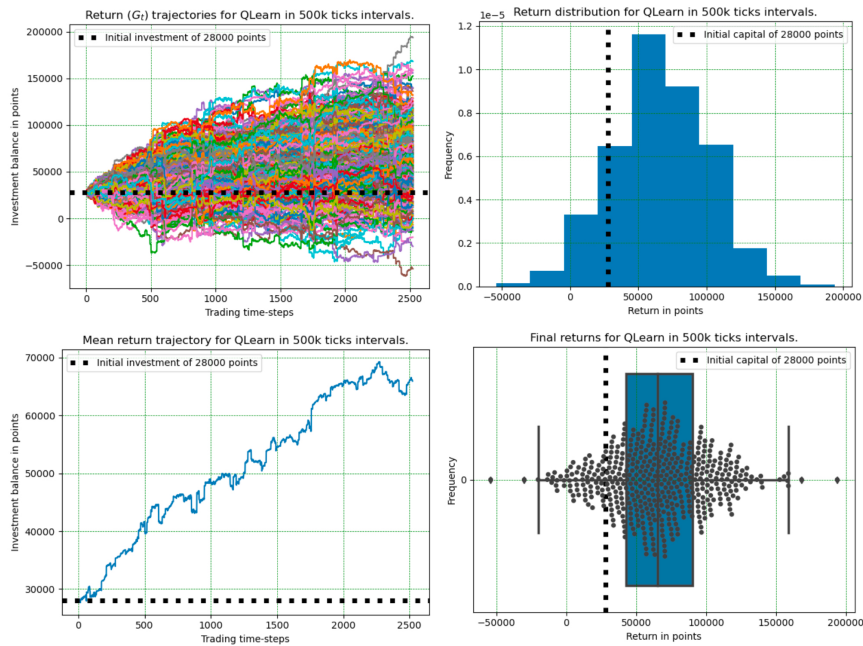 Return (Gt) trajectories for QLearn in 500k ticks intervals.
Initial investment of 28000 points
200000
150000
100000
50000
0
−50000
Investment balance in points
0 500 1000 1500 2000 2500
Trading time-steps
Return distribution for QLearn in 500k ticks intervals.
1e−5
Initial capital of 28000 points
1.2
1.0
0.8
0.6
0.4
0.2
0.0
Frequency
−50000 0 50000 100000 150000 200000
Return in points
Mean return trajectory for QLearn in 500k ticks intervals.
Initial investment of 28000 points
70000
60000
50000
40000
30000
Investment balance in points
0 500 1000 1500 2000 2500
Trading time-steps
Final returns for QLearn in 500k ticks intervals.
Initial capital of 28000 points
0
Frequency
−50000 0 50000 100000 150000 200000
Return in points